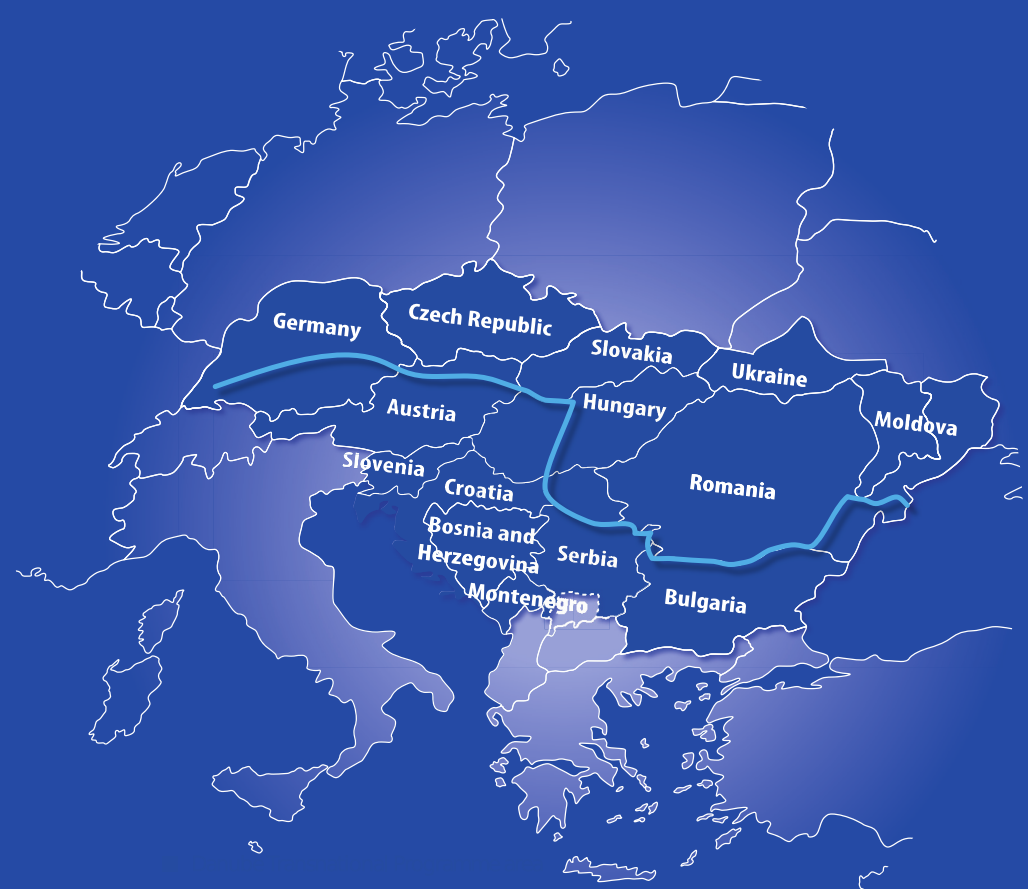 Germany
Czech Republic
Slovakia
Ukraine
Austria
Hungary
Moldova
Slovenia
Croatia
Romania
Bosnia and
Herzegovina
Serbia
Montenegro
Bulgaria